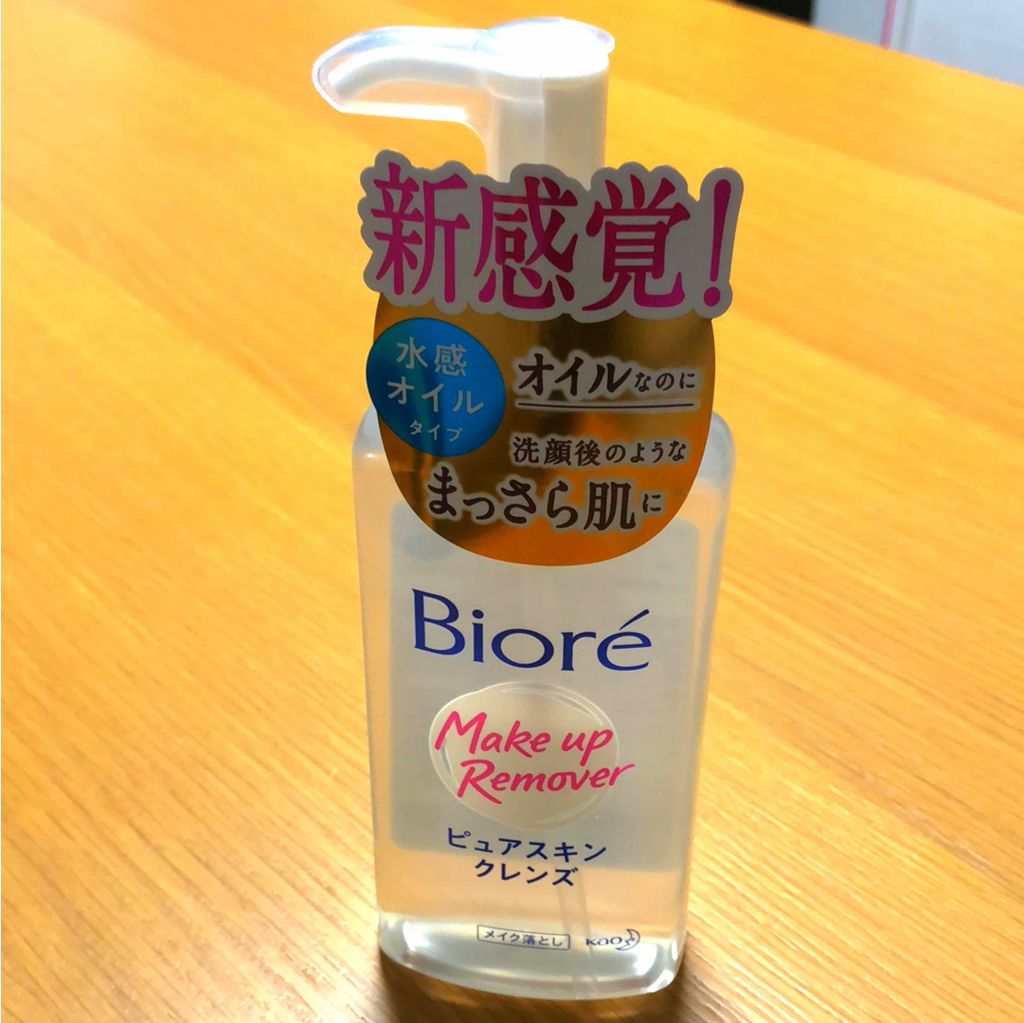 新感覚!
水感
オイル
タイプ
オイルなのに
洗顔後のような
まっさら肌に
Bioré
Make up
Remover
ピュアスキン
クレンズ
メイク落とし
Kao